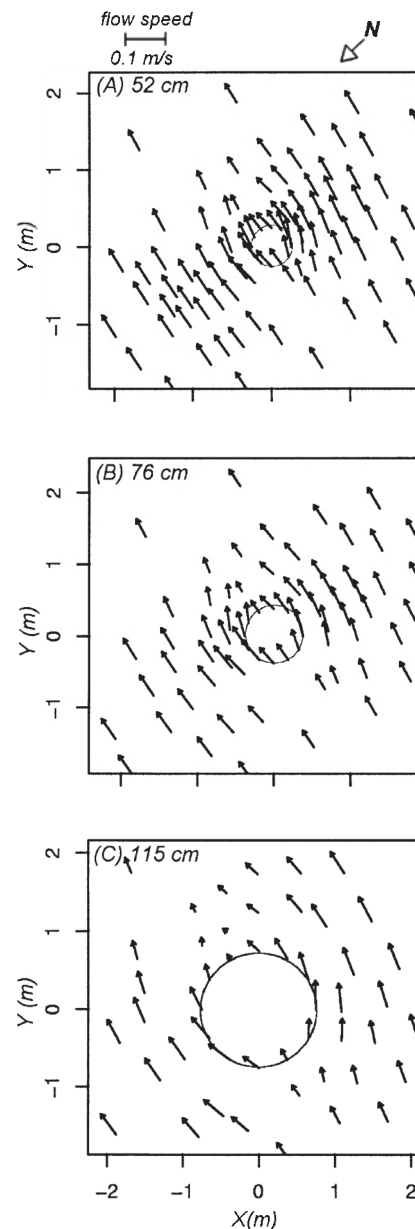 flow speed
N
0.1 m/s
(A) 52 cm
2
1
0
−1
Y (m)
(B) 76 cm
2
1
0
−1
Y (m)
(C) 115 cm
2
1
0
−1
Y (m)
−2 −1 0 1 2
X(m)